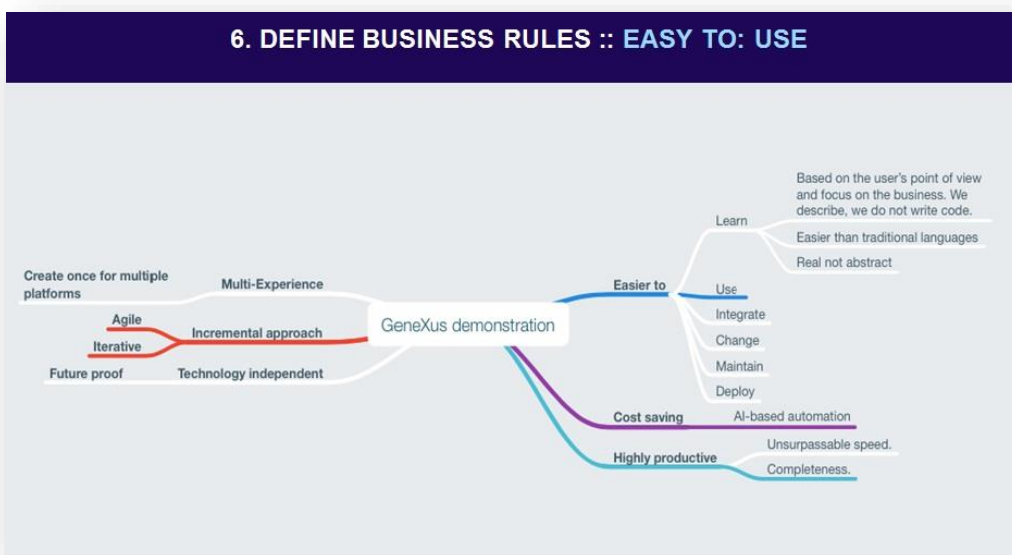 6. DEFINE BUSINESS RULES :: EASY TO: USE
Create once for multiple
platforms
Multi-Experience
Agile
Iterative
Incremental approach
Future proof
Technology independent
GeneXus demonstration
Easier to
Learn
Based on the user's point of view
and focus on the business. We
describe, we do not write code.
Easier than traditional languages
Real not abstract
Use
Integrate
Change
Maintain
Deploy
Cost saving
AI-based automation
Highly productive
Unsurpassable speed.
Completeness.